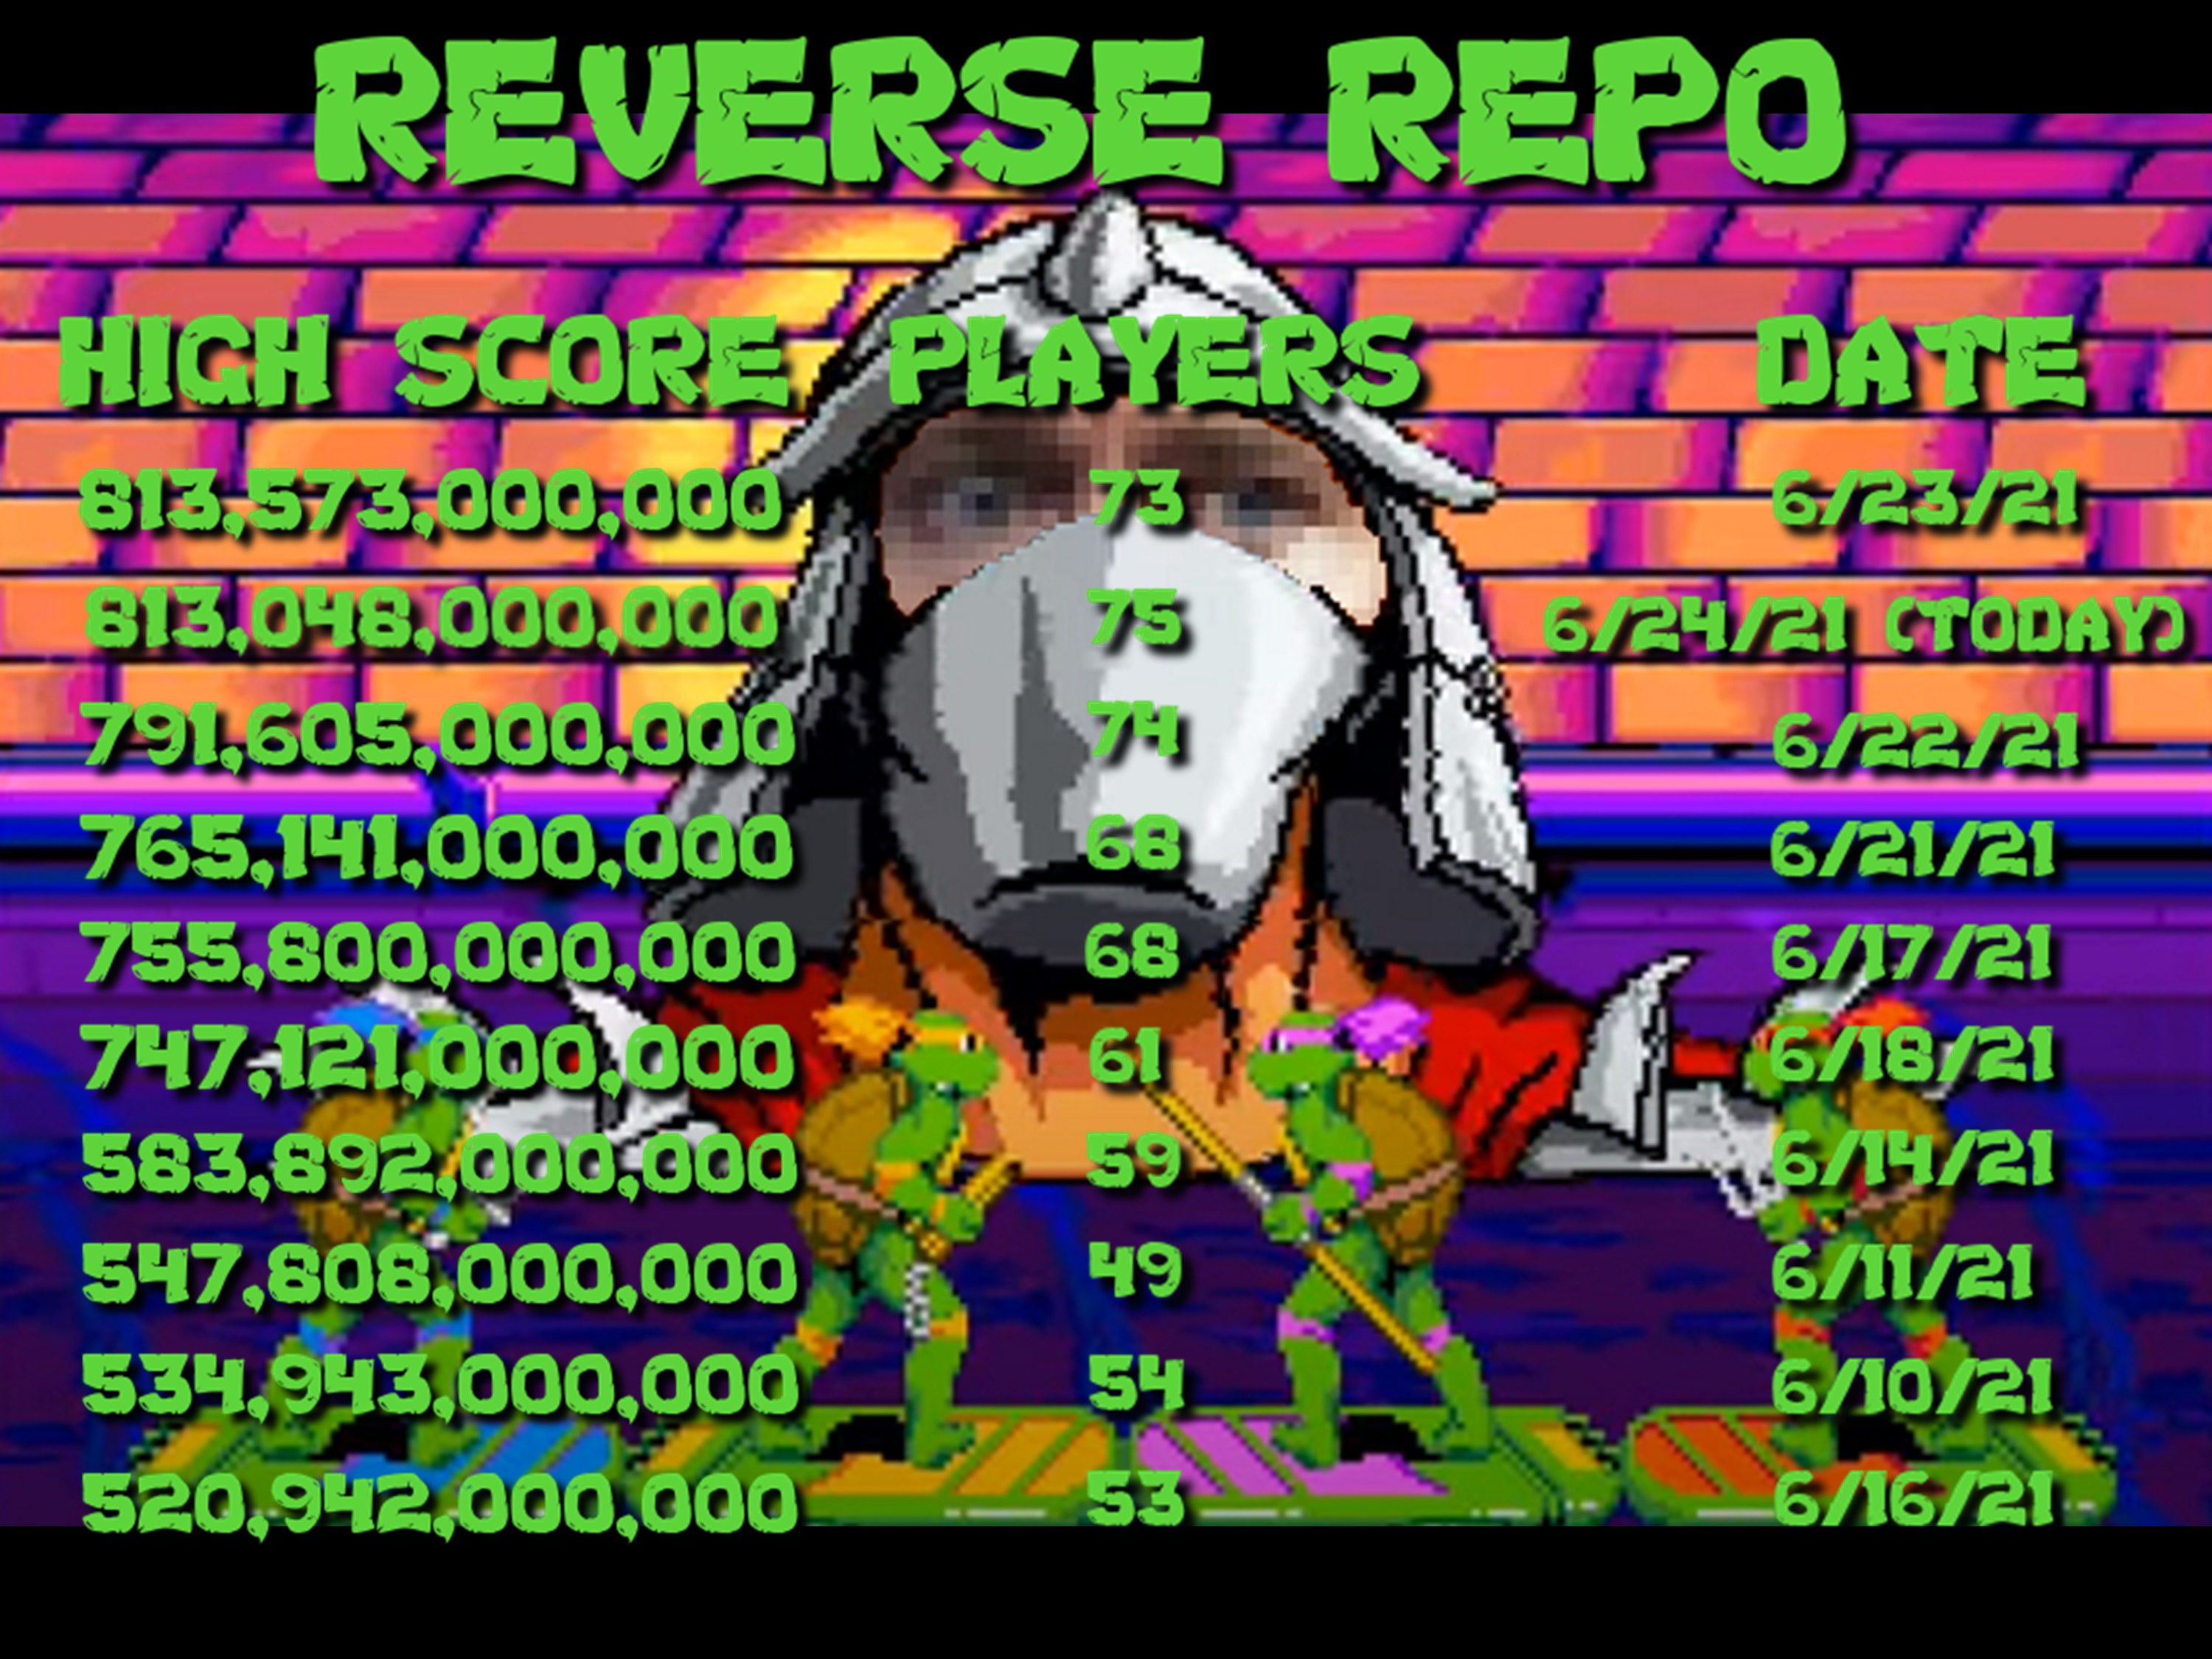 REVERSE REPO
HIGH SCORE PLAYERS DATE
813,573,000,000 73 6/23/21
813,048,000,000 75 6/24/21 (TODAY)
791,605,000,000 74 6/22/21
765,141,000,000 68 6/21/21
755,800,000,000 68 6/17/21
747,121,000,000 61 6/18/21
583,892,000,000 59 6/14/21
547,808,000,000 49 6/11/21
534,943,000,000 54 6/10/21
520,942,000,000 53 6/16/21